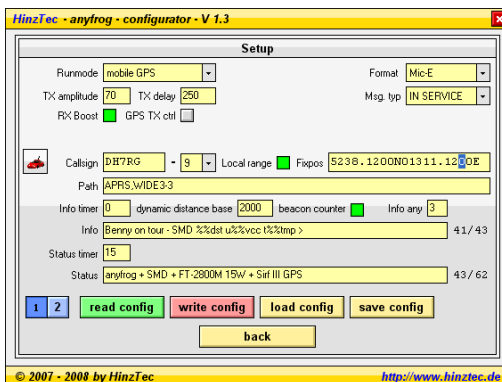 HinzTec - anyfrog - configurator - V 1.3
Setup
Runmode mobile GPS Format Mic-E
TX amplitude 70 TX delay 250 Msg. typ IN SERVICE
RX Boost GPS TX ctrl
Callsign DH7RG - 9 Local range Fixpos 5238.1200N01311.1200E
Path APRS,WIDE3-3
Info timer 0 dynamic distance base 2000 beacon counter Info any 3
Info Benny on tour - SMD %%dst u%%vcc t%%tmp > 41/43
Status timer 15
Status anyfrog + SMD + FT-2800M 15W + Sirf III GPS 43/62
1 2 read config write config load config save config
back
© 2007 - 2008 by HinzTec http://www.hinztec.de